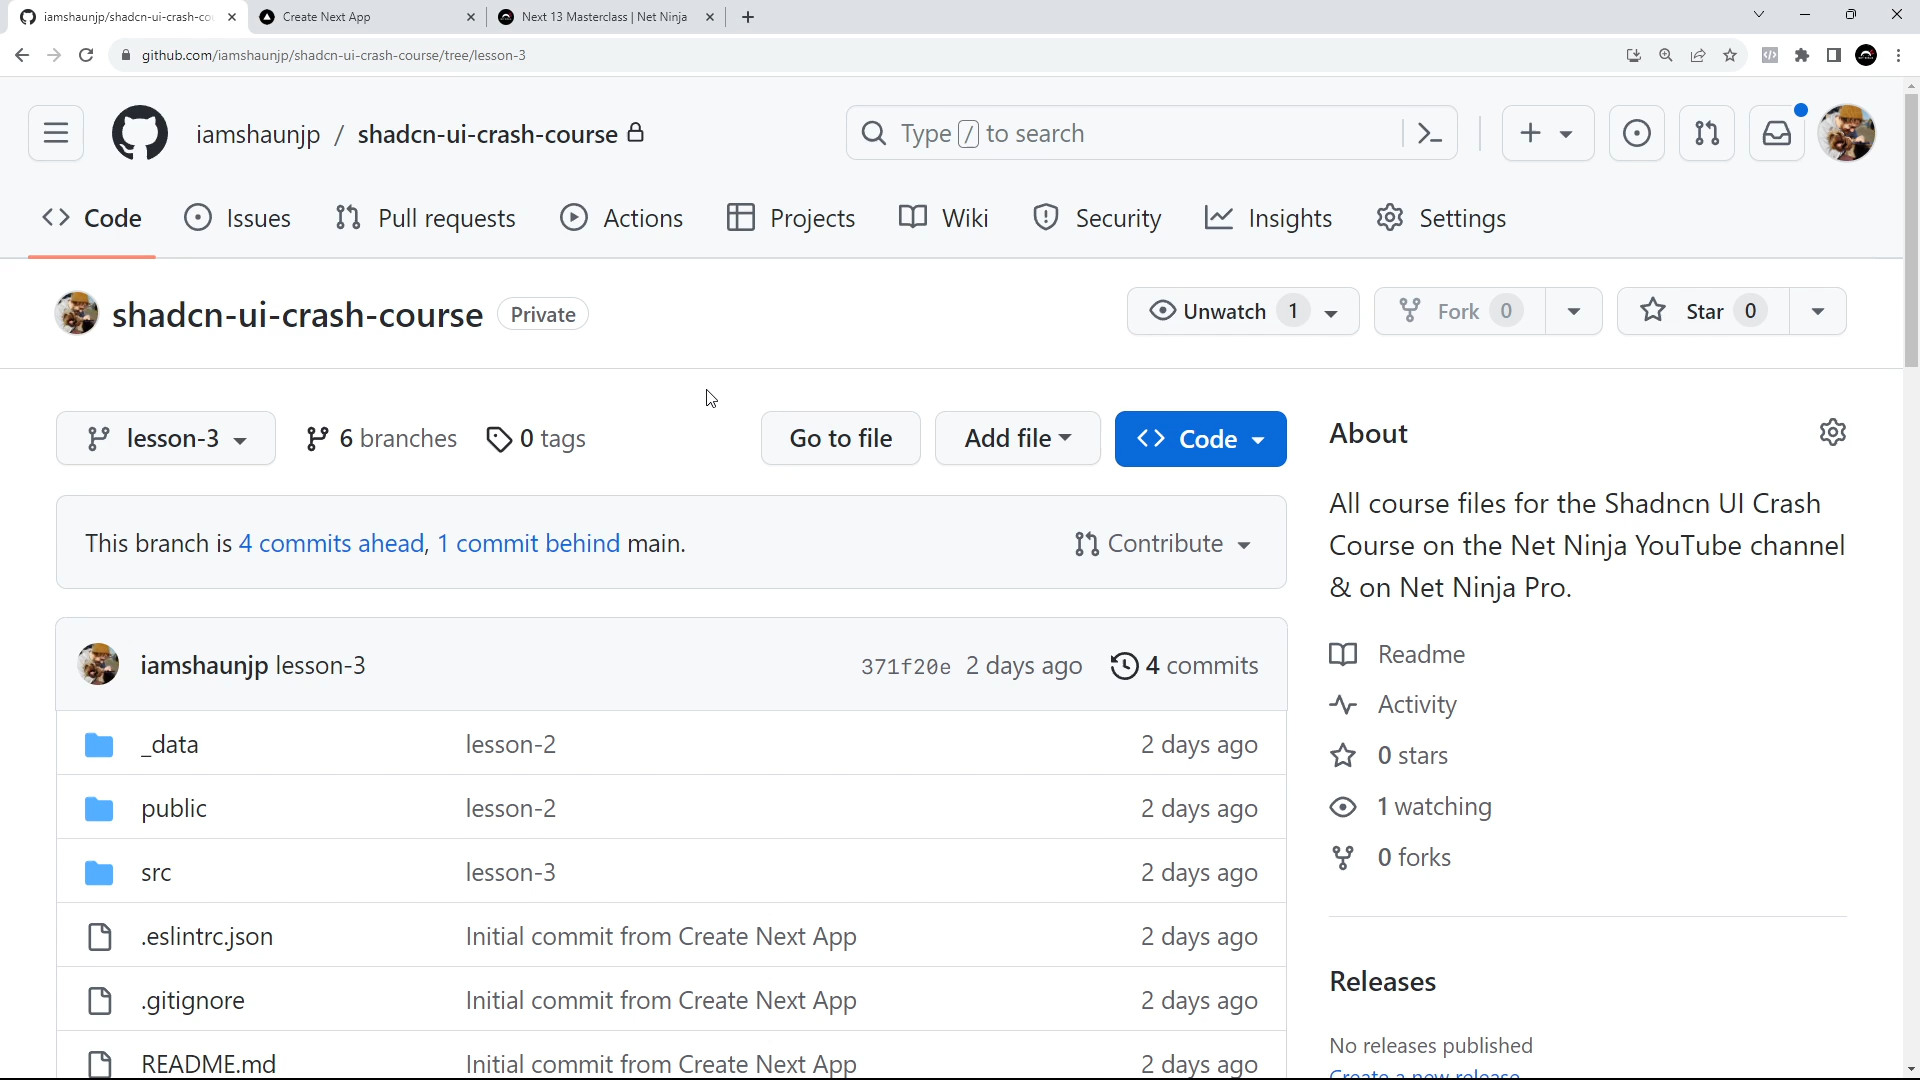 iamshaunjp/shadcn-ui-crash-co
Create Next App
Next 13 Masterclass | Net Ninja
github.com/iamshaunjp/shadcn-ui-crash-course/tree/lesson-3
iamshaunjp / shadcn-ui-crash-course
Type / to search
Code
Issues
Pull requests
Actions
Projects
Wiki
Security
Insights
Settings
shadcn-ui-crash-course Private
Unwatch 1
Fork 0
Star 0
lesson-3
6 branches
0 tags
Go to file
Add file
Code
This branch is 4 commits ahead, 1 commit behind main.
Contribute
iamshaunjp lesson-3
371f20e 2 days ago
4 commits
_data lesson-2 2 days ago
public lesson-2 2 days ago
src lesson-3 2 days ago
.eslintrc.json Initial commit from Create Next App 2 days ago
.gitignore Initial commit from Create Next App 2 days ago
README.md Initial commit from Create Next App 2 days ago
About
All course files for the Shadncn UI Crash
Course on the Net Ninja YouTube channel
& on Net Ninja Pro.
Readme
Activity
0 stars
1 watching
0 forks
Releases
No releases published
Create a new release